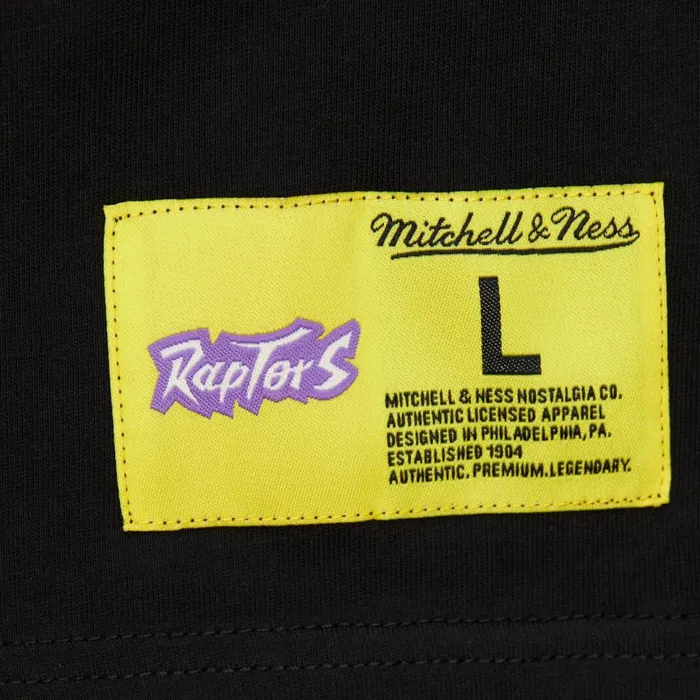 Mitchell & Ness
RapTorS
L
MITCHELL & NESS NOSTALGIA CO.
AUTHENTIC LICENSED APPAREL
DESIGNED IN PHILADELPHIA, PA.
ESTABLISHED 1904
AUTHENTIC. PREMIUM. LEGENDARY.